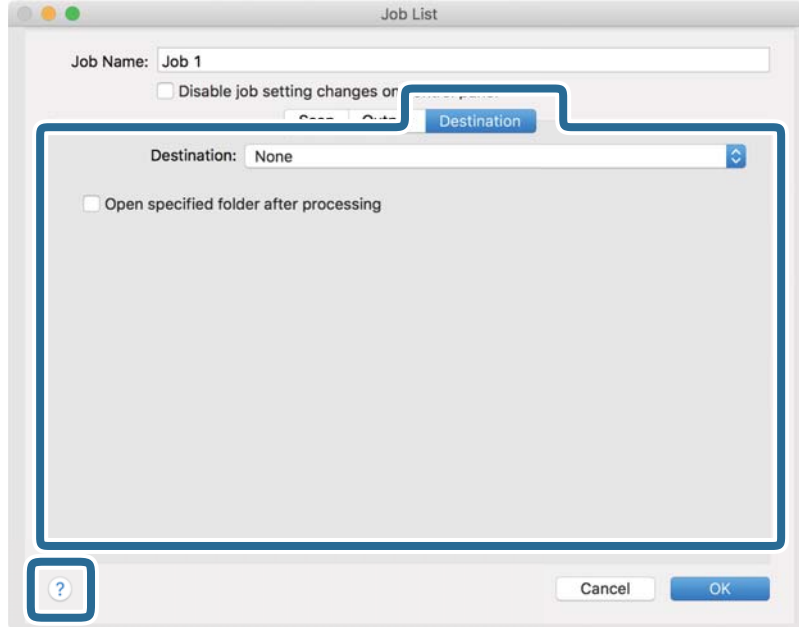 Job List
Job Name: Job 1
Disable job setting changes on
Destination
Destination: None
Open specified folder after processing
?
Cancel OK